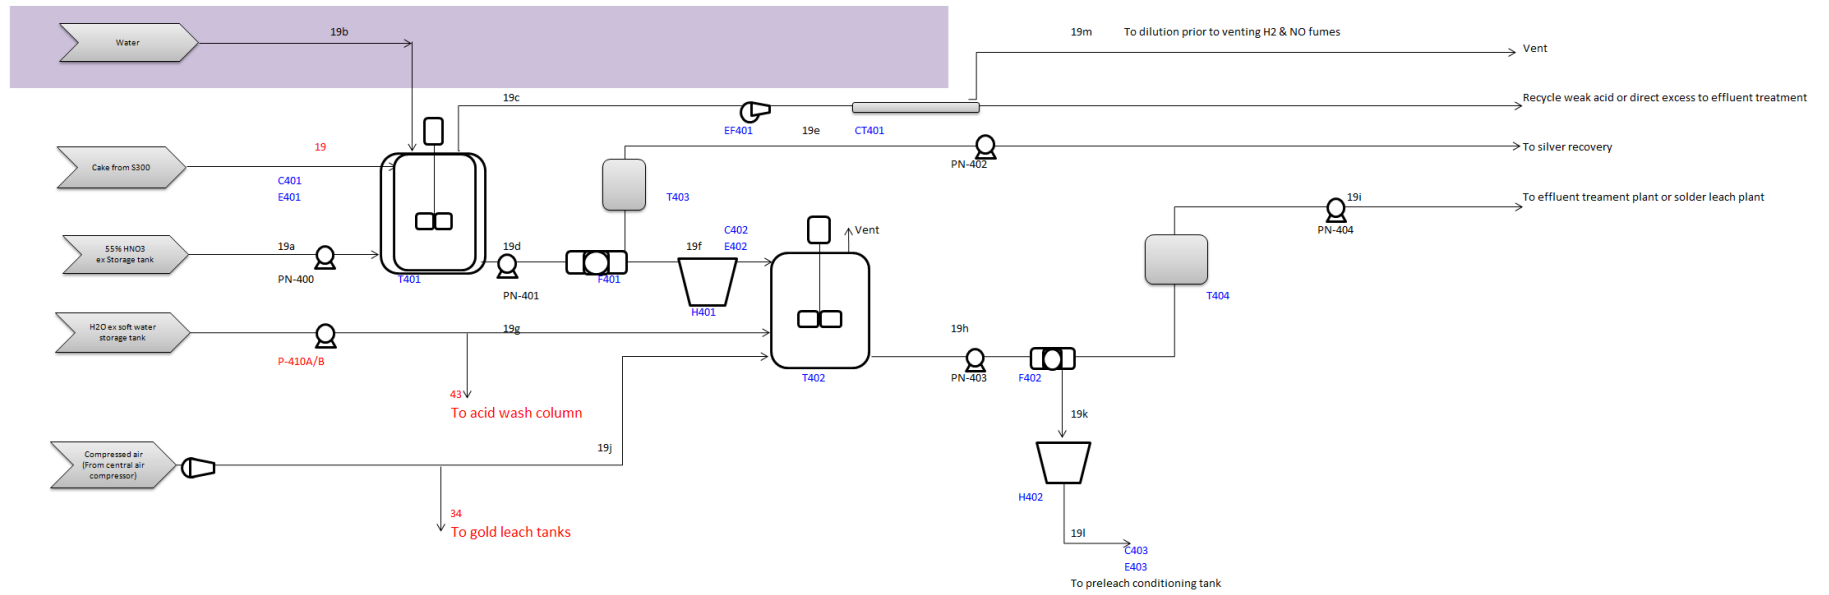 19b
19m
To dilution prior to venting H2 & NO fumes
Water
Vent
19c
Recycle weak acid or direct excess to effluent treatment
EF401
19e
CT401
19
To silver recovery
Cake from S300
PN-402
C401
E401
T403
19i
To effluent treament plant or solder leach plant
55% HNO3
ex Storage tank
19a
19d
19f
C402
E402
Vent
PN-404
PN-400
T401
PN-401
F401
H401
T404
H2O ex soft water
storage tank
19g
19h
P-410A/B
T402
PN-403
F402
43
To acid wash column
19k
Compressed air
(From central air
compressor)
19j
H402
34
To gold leach tanks
19l
C403
E403
To preleach conditioning tank